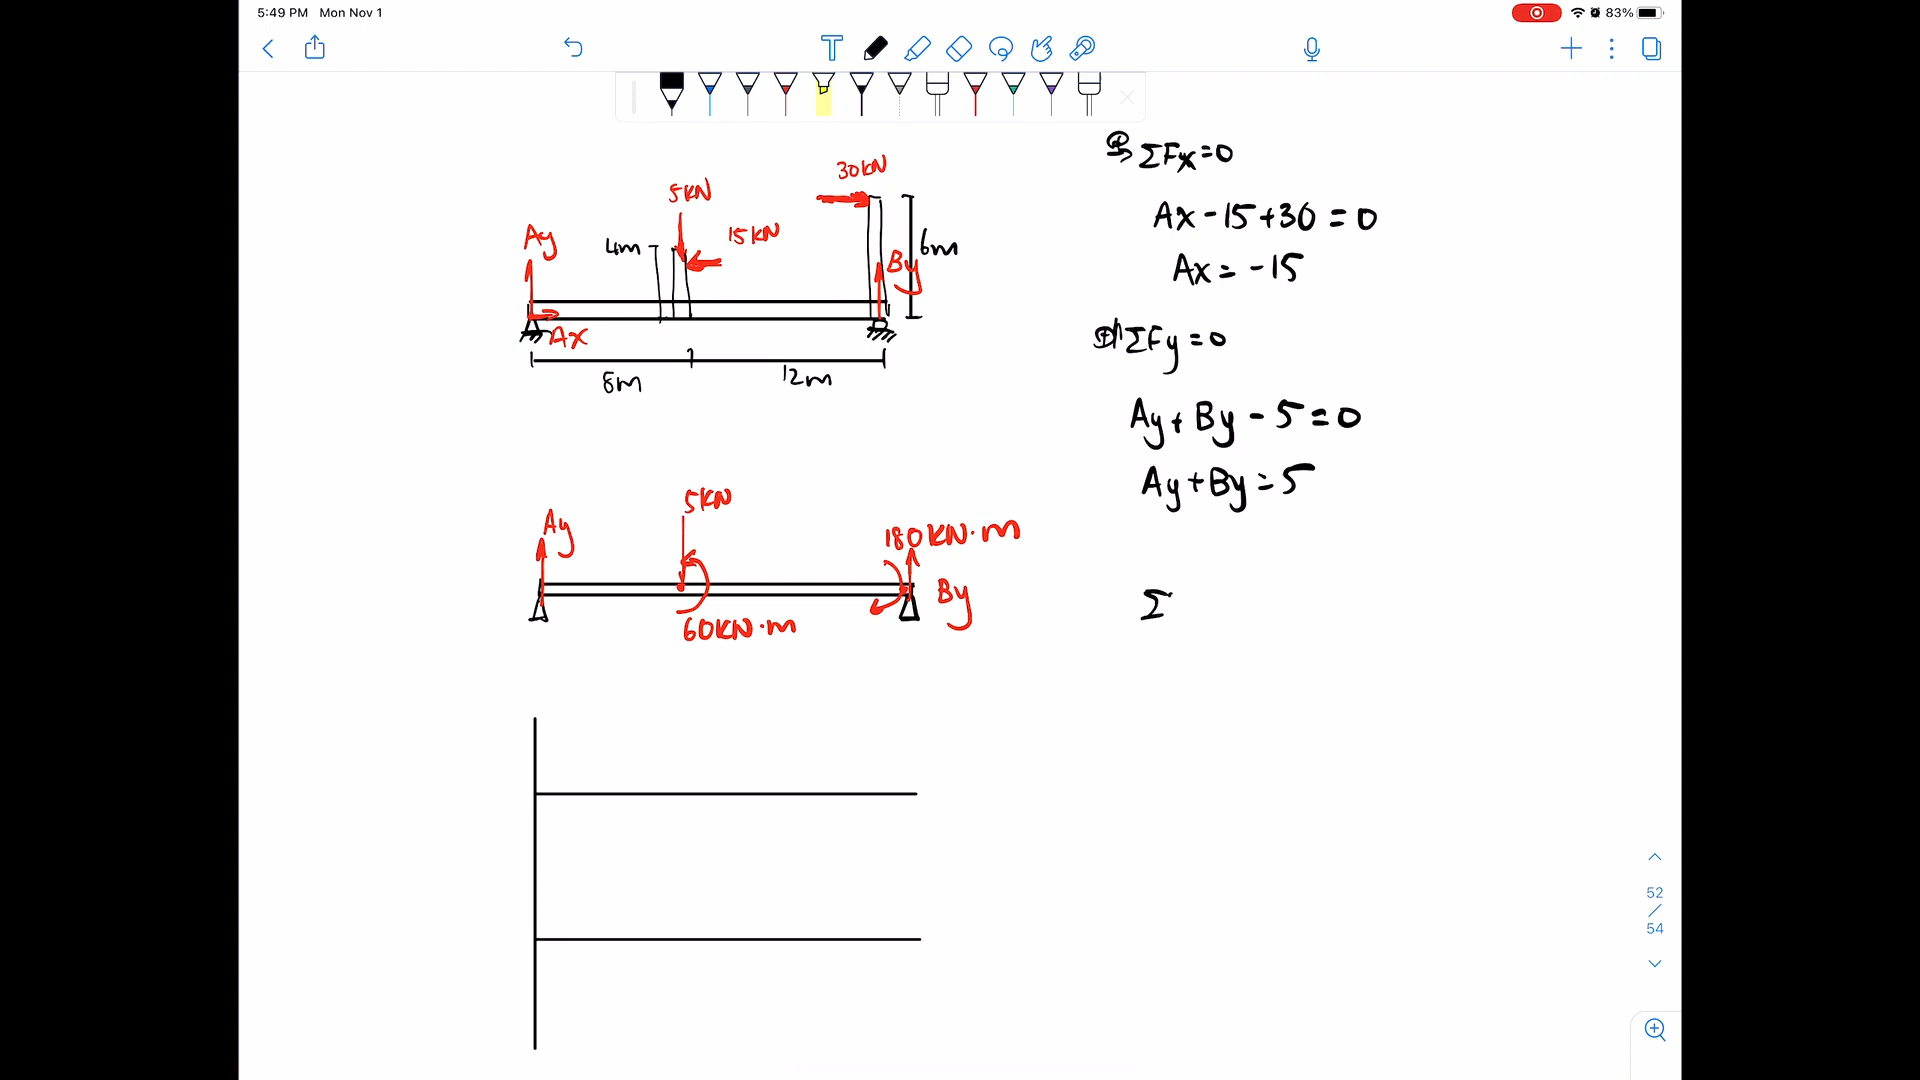 5:49 PM Mon Nov 1
83%
T
30kN
5kN
15kN
Ay
4m
6m
By
Ax
8m
12m
ΣFx=0
Ax-15+30=0
Ax=-15
ΣFy=0
Ay+By-5=0
Ay+By=5
Σ
5kN
Ay
180kN·m
By
60kN·m
52
/
54